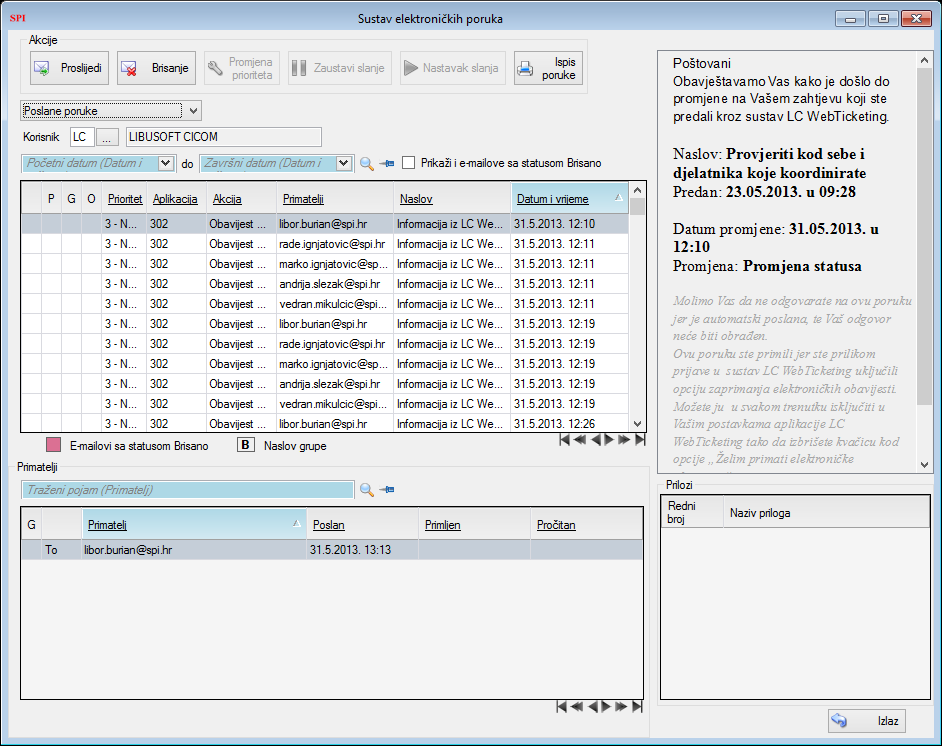 SPI
Sustav elektroničkih poruka
Akcije
Proslijedi
Brisanje
Promjena
prioriteta
Zaustavi slanje
Nastavak slanja
Ispis
poruke
Poslane poruke
Korisnik LC ... LIBUSOFT CICOM
Početni datum (Datum i
do
Završni datum (Datum i
Prikaži i e-mailove sa statusom Brisano
P G O Prioritet Aplikacija Akcija Primatelji Naslov Datum i vrijeme
3 - N... 302 Obavijest ... libor.burian@spi.hr Informacija iz LC We... 31.5.2013. 12:10
3 - N... 302 Obavijest ... rade.ignjatovic@spi.hr Informacija iz LC We... 31.5.2013. 12:11
3 - N... 302 Obavijest ... marko.ignjatovic@sp... Informacija iz LC We... 31.5.2013. 12:11
3 - N... 302 Obavijest ... andrija.slezak@spi.hr Informacija iz LC We... 31.5.2013. 12:11
3 - N... 302 Obavijest ... vedran.mikulcic@spi... Informacija iz LC We... 31.5.2013. 12:11
3 - N... 302 Obavijest ... libor.burian@spi.hr Informacija iz LC We... 31.5.2013. 12:19
3 - N... 302 Obavijest ... rade.ignjatovic@spi.hr Informacija iz LC We... 31.5.2013. 12:19
3 - N... 302 Obavijest ... marko.ignjatovic@sp... Informacija iz LC We... 31.5.2013. 12:19
3 - N... 302 Obavijest ... andrija.slezak@spi.hr Informacija iz LC We... 31.5.2013. 12:19
3 - N... 302 Obavijest ... vedran.mikulcic@spi... Informacija iz LC We... 31.5.2013. 12:19
3 - N... 302 Obavijest ... libor.burian@spi.hr Informacija iz LC We... 31.5.2013. 12:26
E-mailovi sa statusom Brisano
B Naslov grupe
Primatelji
Traženi pojam (Primatelj)
G Primatelj Poslan Primljen Pročitan
To libor.burian@spi.hr 31.5.2013. 13:13
Poštovani
Obavještavamo Vas kako je došlo do
promjene na Vašem zahtjevu koji ste
predali kroz sustav LC WebTicketing.
Naslov: Provjeriti kod sebe i
djelatnika koje koordinirate
Predan: 23.05.2013. u 09:28
Datum promjene: 31.05.2013. u
12:10
Promjena: Promjena statusa
Molimo Vas da ne odgovarate na ovu poruku
jer je automatski poslana, te Vaš odgovor
neće biti obrađen.
Ovu poruku ste primili jer ste prilikom
prijave u sustav LC WebTicketing uključili
opciju zaprimanja elektroničkih obavijesti.
Možete ju u svakom trenutku isključiti u
Vašim postavkama aplikacije LC
WebTicketing tako da izbrišete kvačicu kod
opcije „Želim primati elektroničke
Prilozi
Redni
broj
Naziv priloga
Izlaz